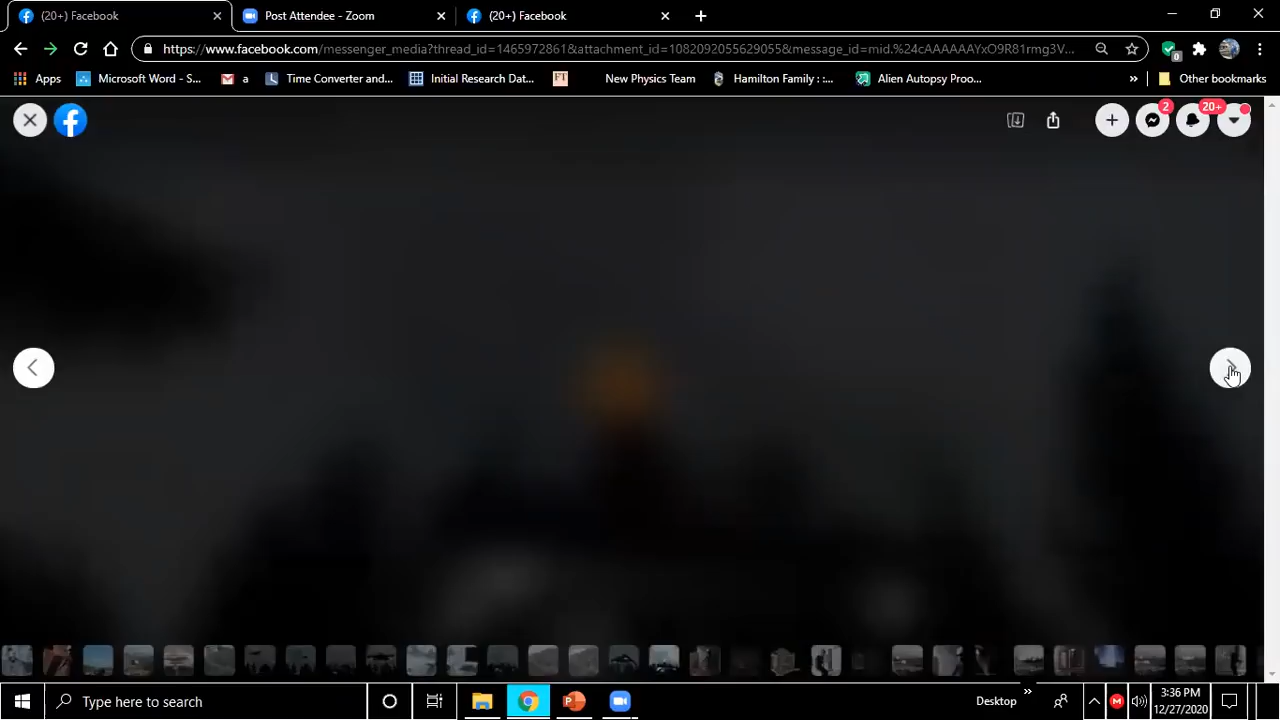 (20+) Facebook
Post Attendee - Zoom
(20+) Facebook
https://www.facebook.com/messenger_media?thread_id=1465972861&attachment_id=1082092055629055&message_id=mid.%24cAAAAAAYxO9R81rmg3V...
0
Apps
Microsoft Word - S...
a
Time Converter and...
Initial Research Dat...
FT
New Physics Team
Hamilton Family : :...
Alien Autopsy Proo...
»
Other bookmarks
2
20+
Type here to search
Desktop
»
3:36 PM
12/27/2020